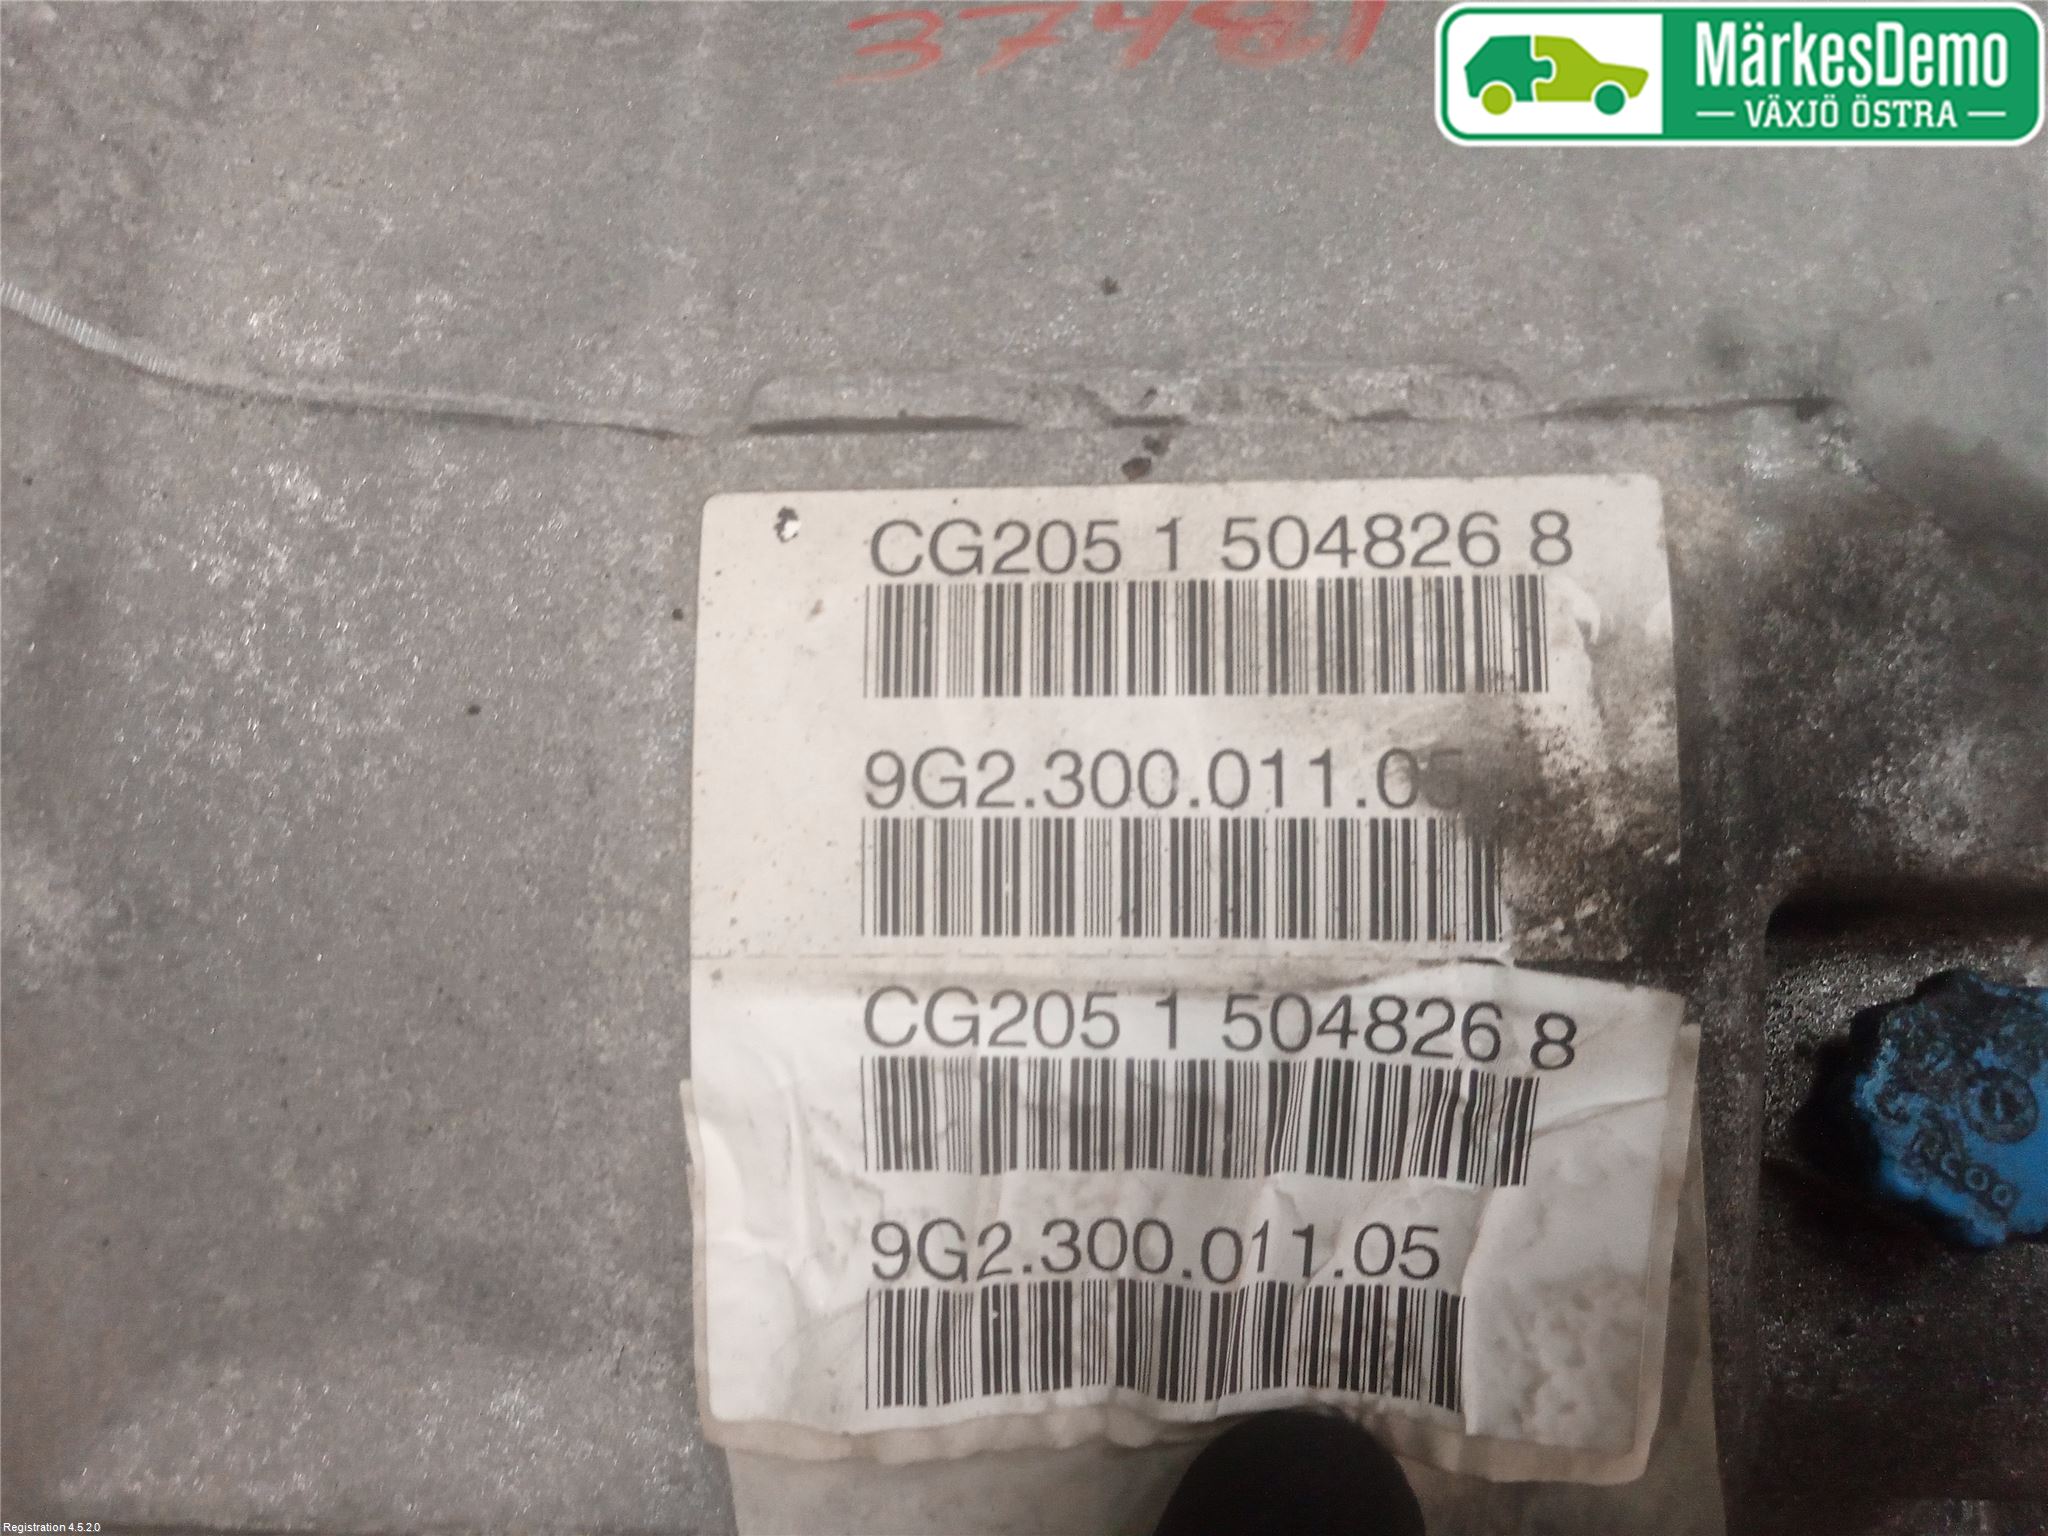 37481
MärkesDemo
VÄXJÖ ÖSTRA
CG205 1 504826 8
9G2.300.011.05
CG205 1 504826 8
9G2.300.011.05
Registration 4.5.2.0